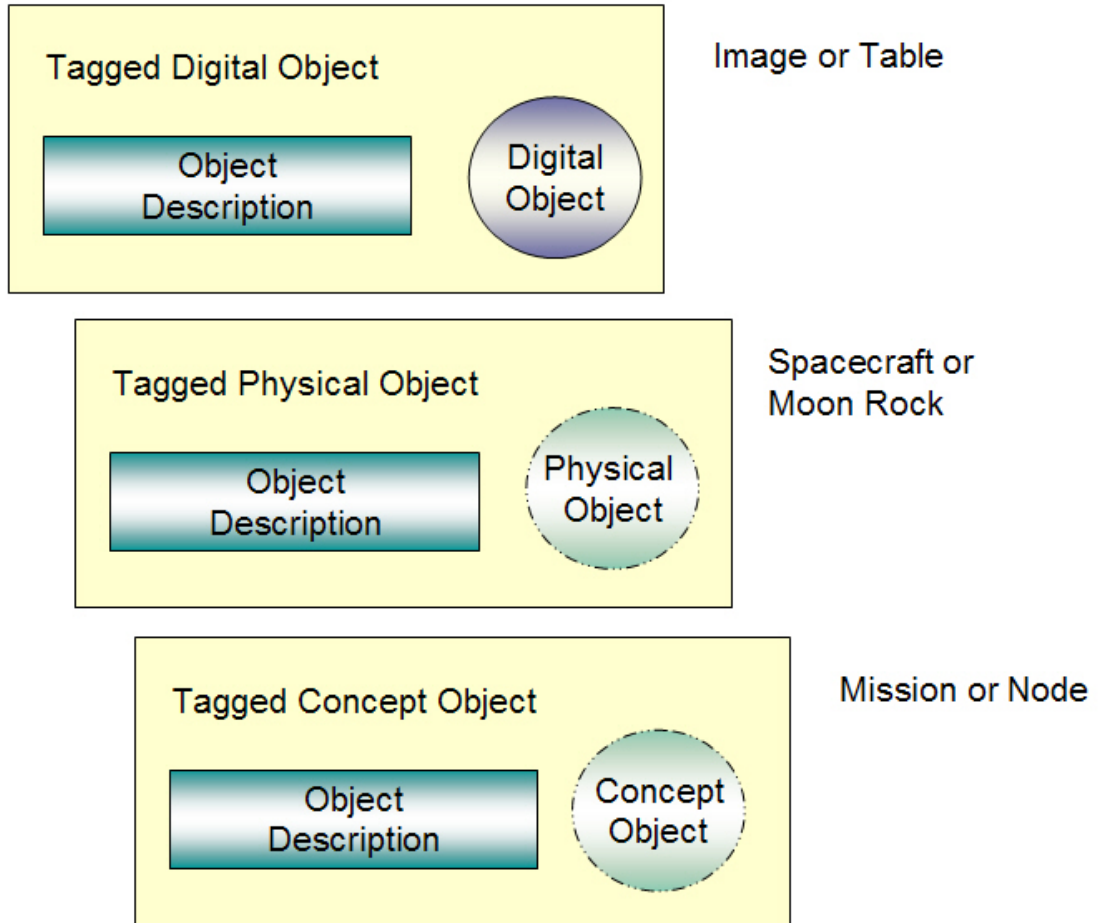 Tagged Digital Object
Image or Table
Object
Description
Digital
Object
Tagged Physical Object
Spacecraft or
Moon Rock
Object
Description
Physical
Object
Tagged Concept Object
Mission or Node
Object
Description
Concept
Object